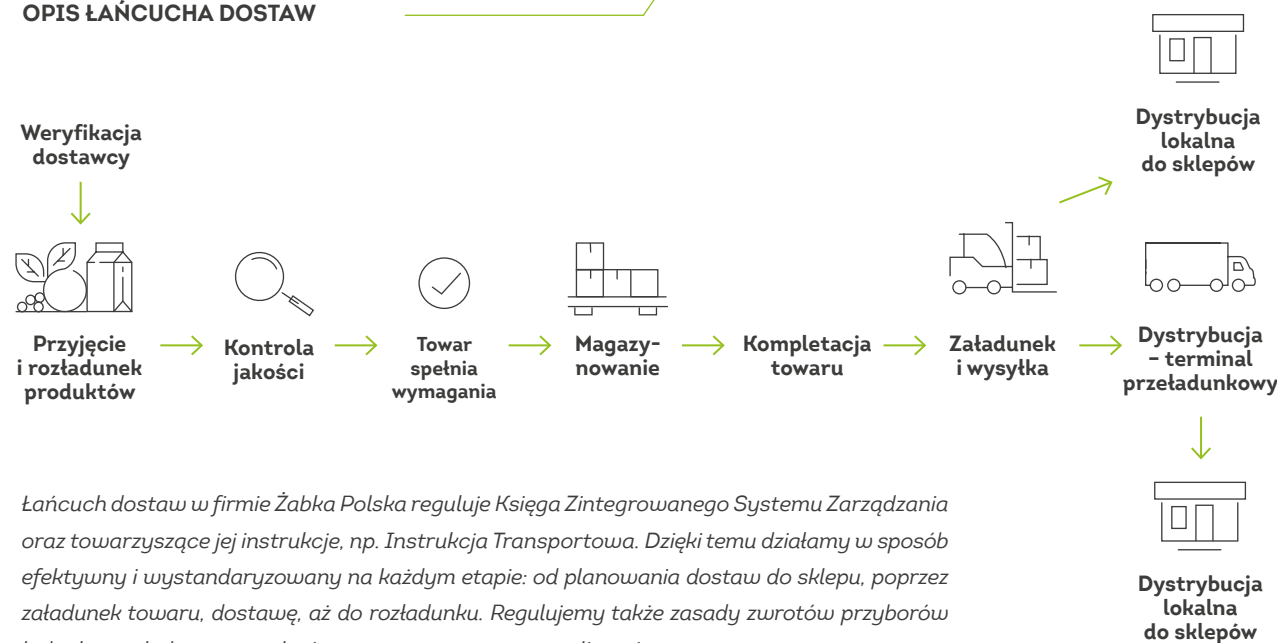 OPIS ŁAŃCUCHA DOSTAW
Weryfikacja
dostawcy
Przyjęcie
i rozładunek
produktów
Kontrola
jakości
Towar
spełnia
wymagania
Magazy-
nowanie
Kompletacja
towaru
Załadunek
i wysyłka
Dystrybucja
lokalna
do sklepów
Dystrybucja
– terminal
przeładunkowy
Dystrybucja
lokalna
do sklepów
Łańcuch dostaw w firmie Żabka Polska reguluje Księga Zintegrowanego Systemu Zarządzania
oraz towarzyszące jej instrukcje, np. Instrukcja Transportowa. Dzięki temu działamy w sposób
efektywny i wystandaryzowany na każdym etapie: od planowania dostaw do sklepu, poprzez
załadunek towaru, dostawę, aż do rozładunku. Regulujemy także zasady zwrotów przyborów